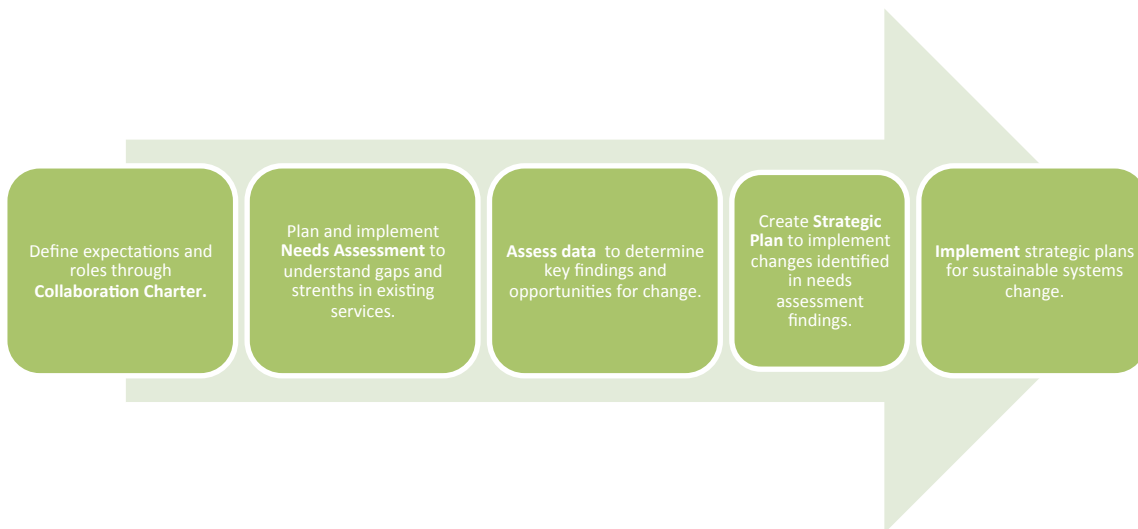 Define expectations and
roles through
Collaboration Charter.
Plan and implement
Needs Assessment to
understand gaps and
strenths in existing
services.
Assess data  to determine
key findings and
opportunities for change.
Create Strategic
Plan to implement
changes identified
in needs
assessment
findings.
Implement strategic plans
for sustainable systems
change.